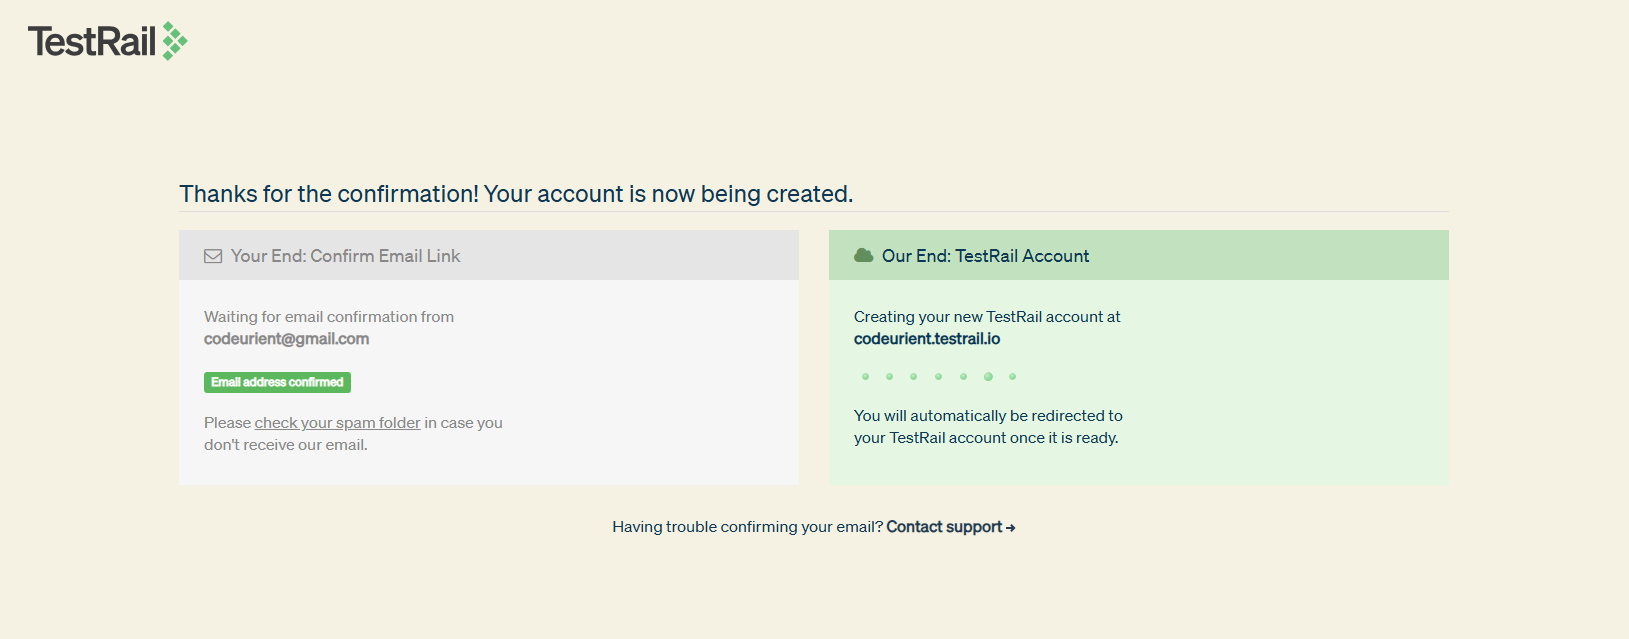 TestRail
Thanks for the confirmation! Your account is now being created.
Your End: Confirm Email Link
Waiting for email confirmation from
codeurient@gmail.com
Email address confirmed
Please check your spam folder in case you
don't receive our email.
Our End: TestRail Account
Creating your new TestRail account at
codeurient.testrail.io
You will automatically be redirected to
your TestRail account once it is ready.
Having trouble confirming your email? Contact support →